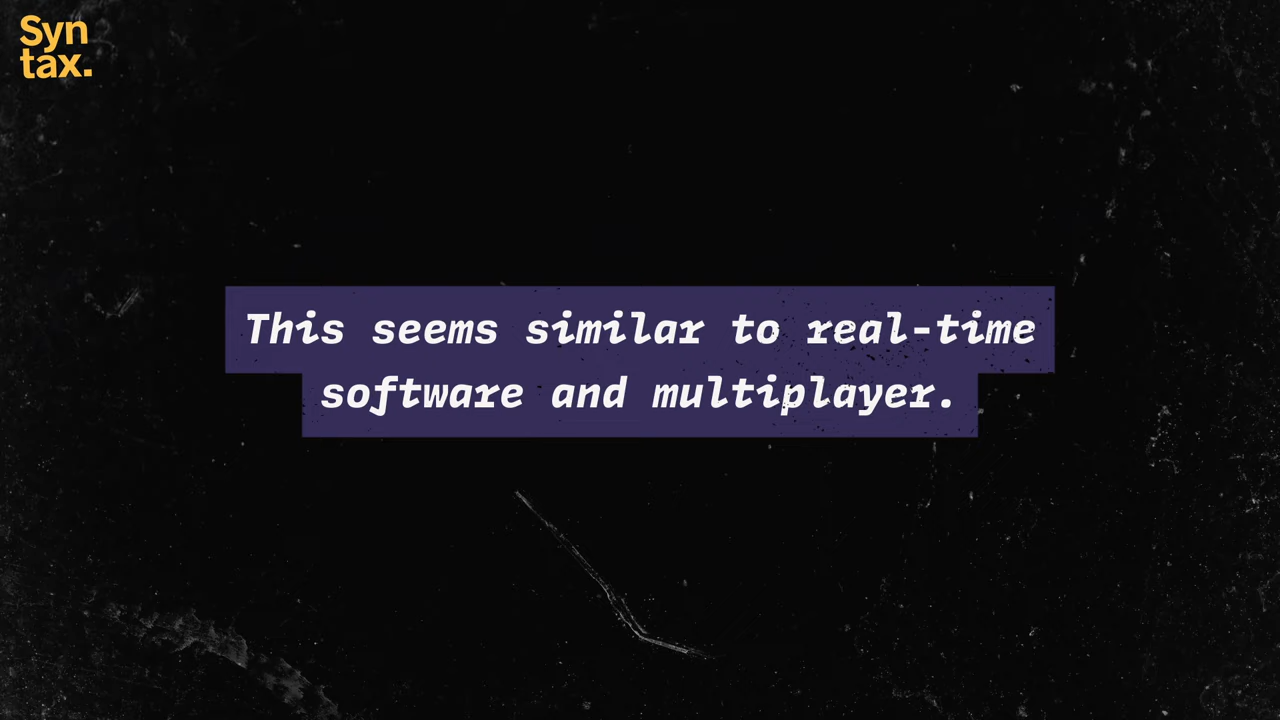 Syn
tax.
This seems similar to real-time
software and multiplayer.